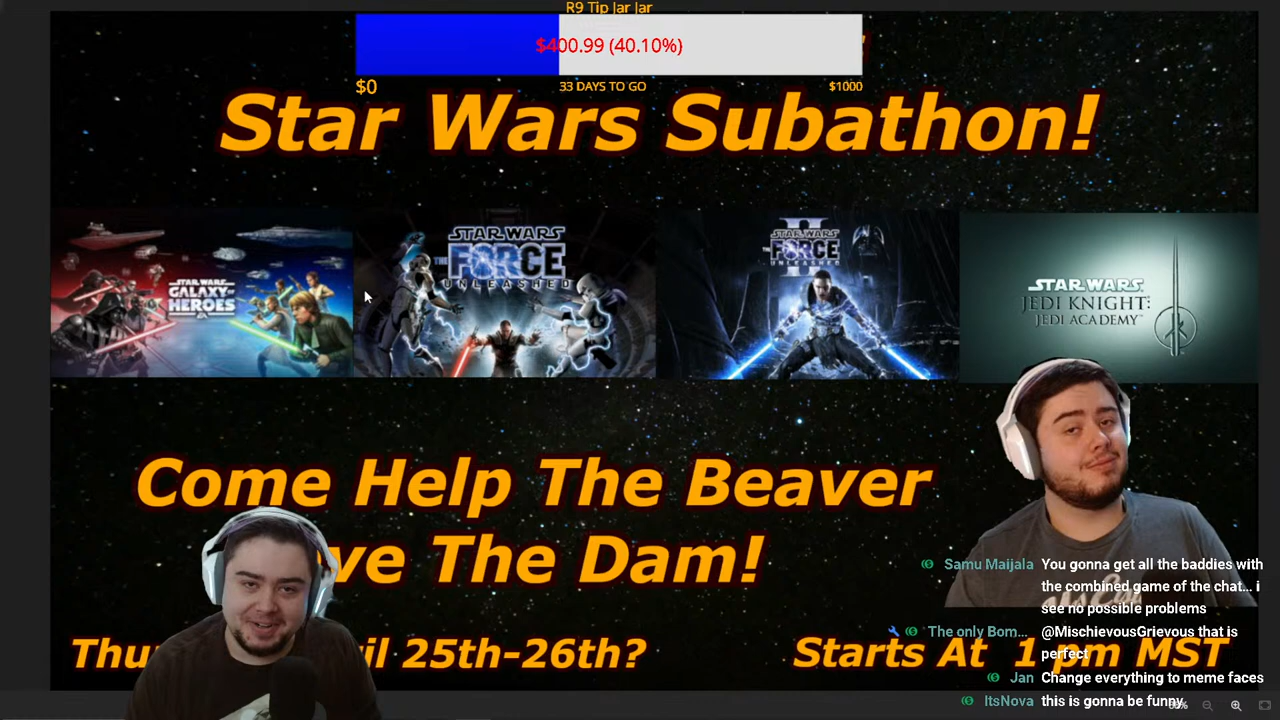 R9 Tip Jar Jar
$400.99 (40.10%)
$0
33 DAYS TO GO
$1000
Star Wars Subathon!
STAR WARS
GALAXY OF
HEROES
STAR WARS
THE FORCE
UNLEASHED
II
STAR WARS
THE FORCE
UNLEASHED
STAR WARS
JEDI KNIGHT:
JEDI ACADEMY™
Come Help The Beaver
ve The Dam!
Thu il 25th-26th?
Starts At 1 pm MST
Samu Maijala You gonna get all the baddies with
the combined game of the chat... i
see no possible problems
The only Bom... @MischievousGrievous that is
perfect
Jan Change everything to meme faces
ItsNova this is gonna be funny